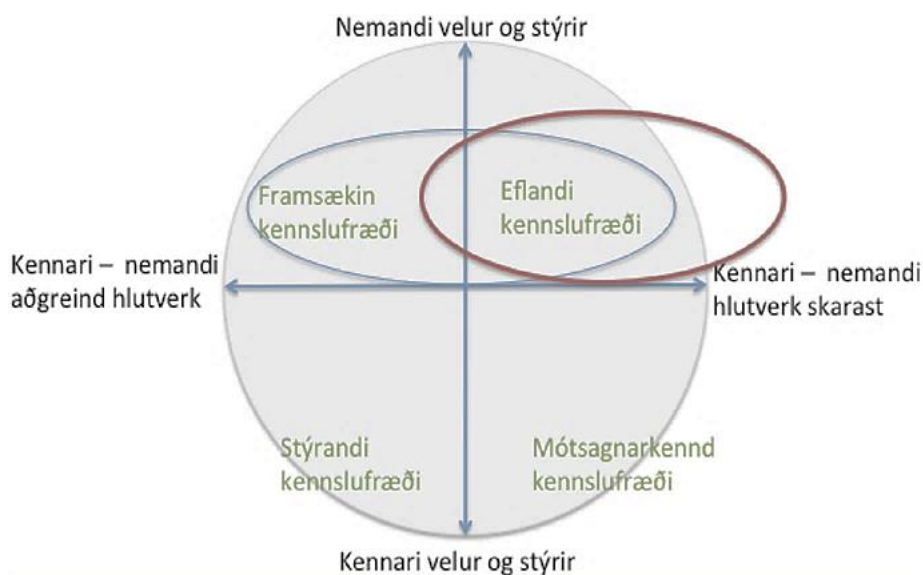 Nemandi velur og stýrir
Framsækin
kennslufræði
Eflandi
kennslufræði
Kennari – nemandi
aðgreind hlutverk
Kennari – nemandi
hlutverk skarast
Stýrandi
kennslufræði
Mótsagnarkennd
kennslufræði
Kennari velur og stýrir